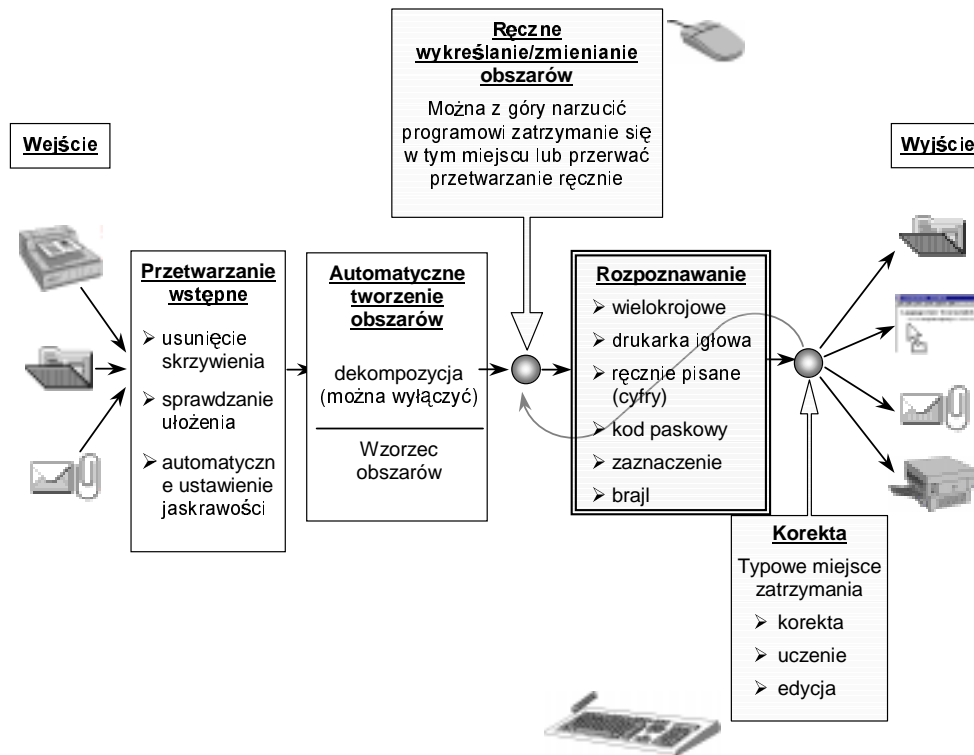 Ręczne
wykreślanie/zmienianie
obszarów
Można z góry narzucić
programowi zatrzymanie się
w tym miejscu lub przerwać
przetwarzanie ręcznie
Wejście
Wyjście
Przetwarzanie
wstępne
➢ usunięcie
skrzywienia
➢ sprawdzanie
ułożenia
➢ automatyczn
ne ustawienie
jaskrawości
Automatyczne
tworzenie
obszarów
dekompozycja
(można wyłączyć)
Wzorzec
obszarów
Rozpoznawanie
➢ wielokrojowe
➢ drukarka igłowa
➢ ręcznie pisane
(cyfry)
➢ kod paskowy
➢ zaznaczenie
➢ brajl
Korekta
Typowe miejsce
zatrzymania
➢ korekta
➢ uczenie
➢ edycja